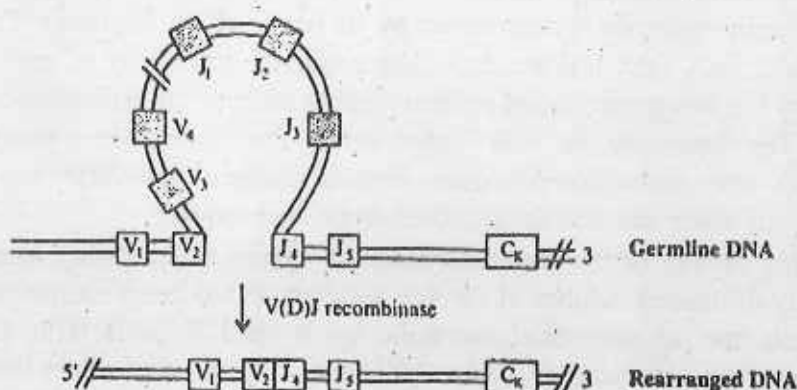 J₁ J₂
V₄ J₃
V₃
V₁ V₂ J₄ J₅ Cκ 3 Germline DNA
V(D)J recombinase
5' V₁ V₂ J₄ J₅ Cκ 3 Rearranged DNA